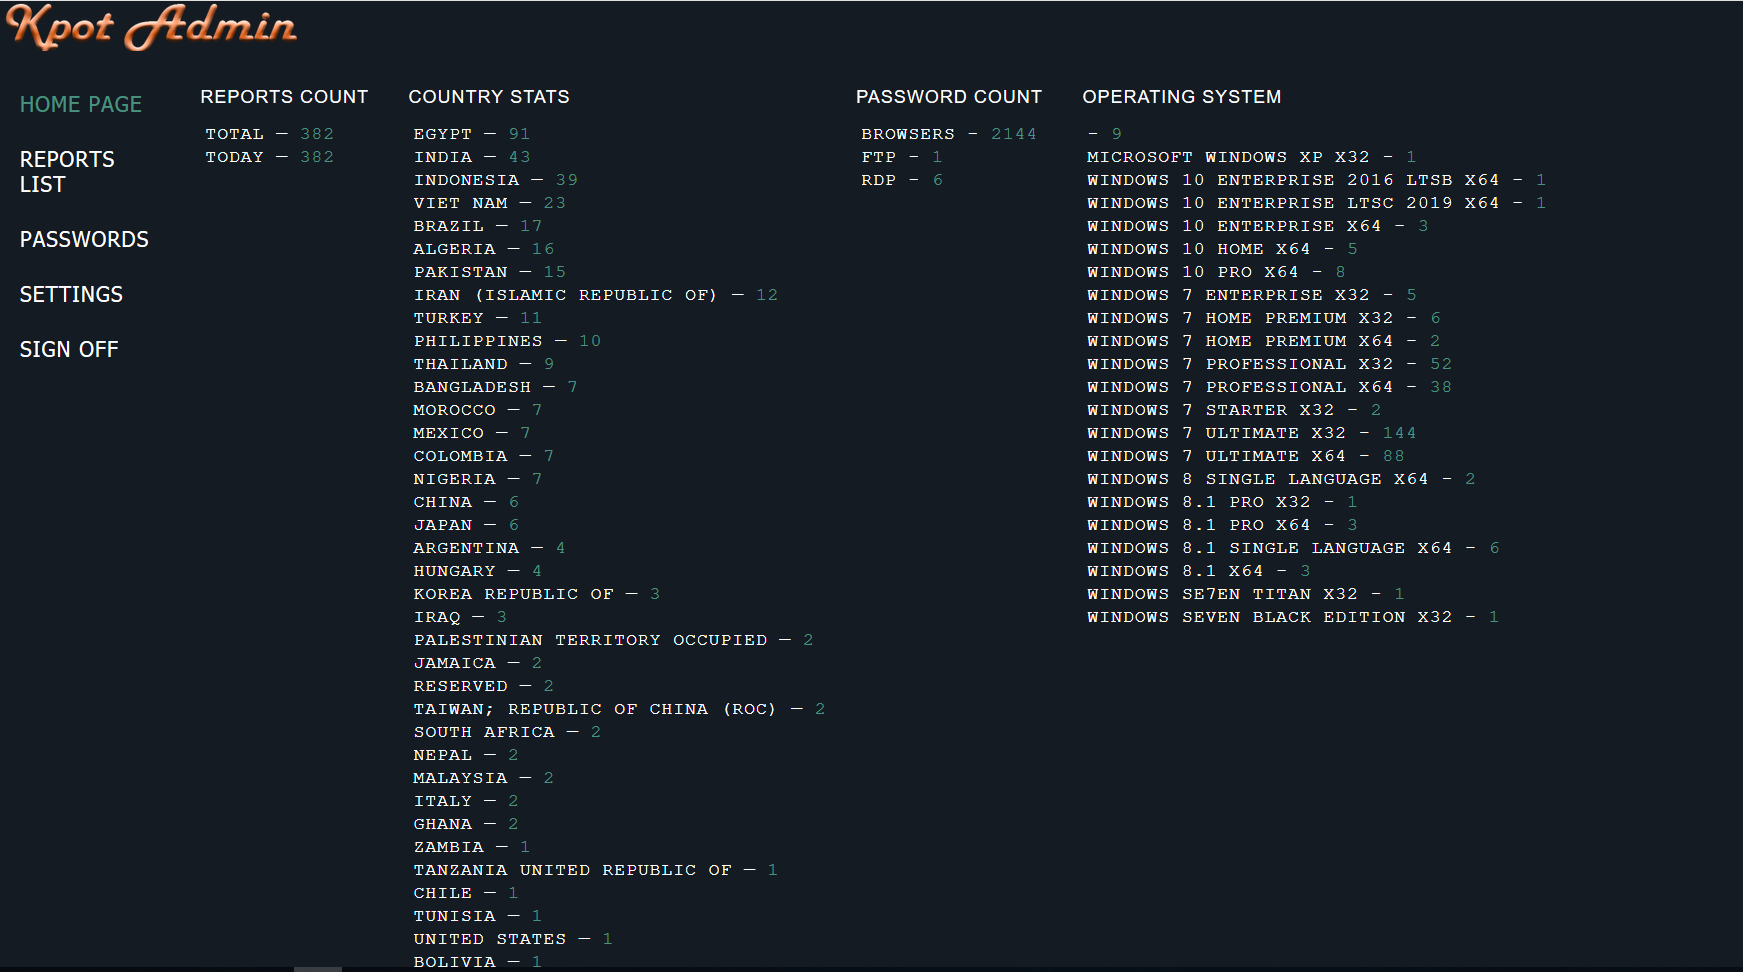 Kpot Admin
HOME PAGE
REPORTS
LIST
PASSWORDS
SETTINGS
SIGN OFF
REPORTS COUNT
TOTAL — 382
TODAY — 382
COUNTRY STATS
EGYPT — 91
INDIA — 43
INDONESIA — 39
VIET NAM — 23
BRAZIL — 17
ALGERIA — 16
PAKISTAN — 15
IRAN (ISLAMIC REPUBLIC OF) — 12
TURKEY — 11
PHILIPPINES — 10
THAILAND — 9
BANGLADESH — 7
MOROCCO — 7
MEXICO — 7
COLOMBIA — 7
NIGERIA — 7
CHINA — 6
JAPAN — 6
ARGENTINA — 4
HUNGARY — 4
KOREA REPUBLIC OF — 3
IRAQ — 3
PALESTINIAN TERRITORY OCCUPIED — 2
JAMAICA — 2
RESERVED — 2
TAIWAN; REPUBLIC OF CHINA (ROC) — 2
SOUTH AFRICA — 2
NEPAL — 2
MALAYSIA — 2
ITALY — 2
GHANA — 2
ZAMBIA — 1
TANZANIA UNITED REPUBLIC OF — 1
CHILE — 1
TUNISIA — 1
UNITED STATES — 1
BOLIVIA — 1
PASSWORD COUNT
BROWSERS - 2144
FTP - 1
RDP - 6
OPERATING SYSTEM
- 9
MICROSOFT WINDOWS XP X32 - 1
WINDOWS 10 ENTERPRISE 2016 LTSB X64 - 1
WINDOWS 10 ENTERPRISE LTSC 2019 X64 - 1
WINDOWS 10 ENTERPRISE X64 - 3
WINDOWS 10 HOME X64 - 5
WINDOWS 10 PRO X64 - 8
WINDOWS 7 ENTERPRISE X32 - 5
WINDOWS 7 HOME PREMIUM X32 - 6
WINDOWS 7 HOME PREMIUM X64 - 2
WINDOWS 7 PROFESSIONAL X32 - 52
WINDOWS 7 PROFESSIONAL X64 - 38
WINDOWS 7 STARTER X32 - 2
WINDOWS 7 ULTIMATE X32 - 144
WINDOWS 7 ULTIMATE X64 - 88
WINDOWS 8 SINGLE LANGUAGE X64 - 2
WINDOWS 8.1 PRO X32 - 1
WINDOWS 8.1 PRO X64 - 3
WINDOWS 8.1 SINGLE LANGUAGE X64 - 6
WINDOWS 8.1 X64 - 3
WINDOWS SE7EN TITAN X32 - 1
WINDOWS SEVEN BLACK EDITION X32 - 1